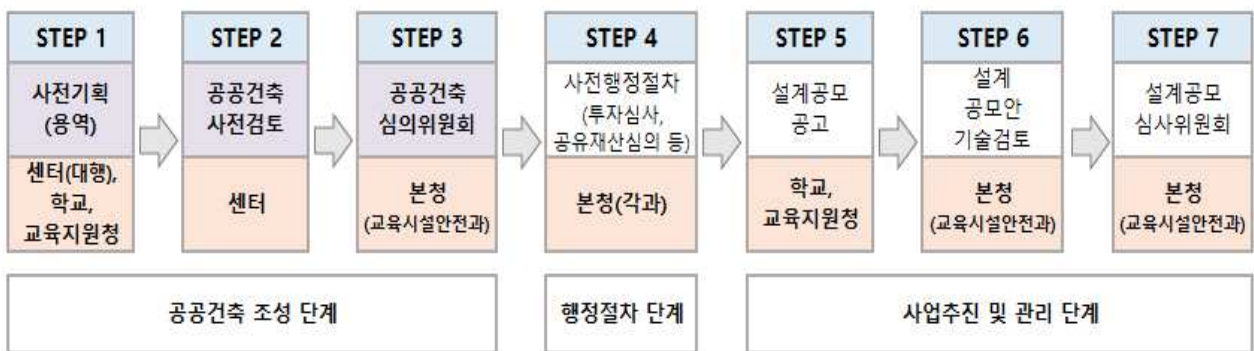 STEP 1
사전기획
(용역)
센터(대행),
학교,
교육지원청
STEP 2
공공건축
사전검토
센터
STEP 3
공공건축
심의위원회
본청
(교육시설안전과)
STEP 4
사전행정절차
(투자심사,
공유재산심의 등)
본청(각과)
STEP 5
설계공모
공고
학교,
교육지원청
STEP 6
설계
공모안
기술검토
본청
(교육시설안전과)
STEP 7
설계공모
심사위원회
본청
(교육시설안전과)
공공건축 조성 단계
행정절차 단계
사업추진 및 관리 단계